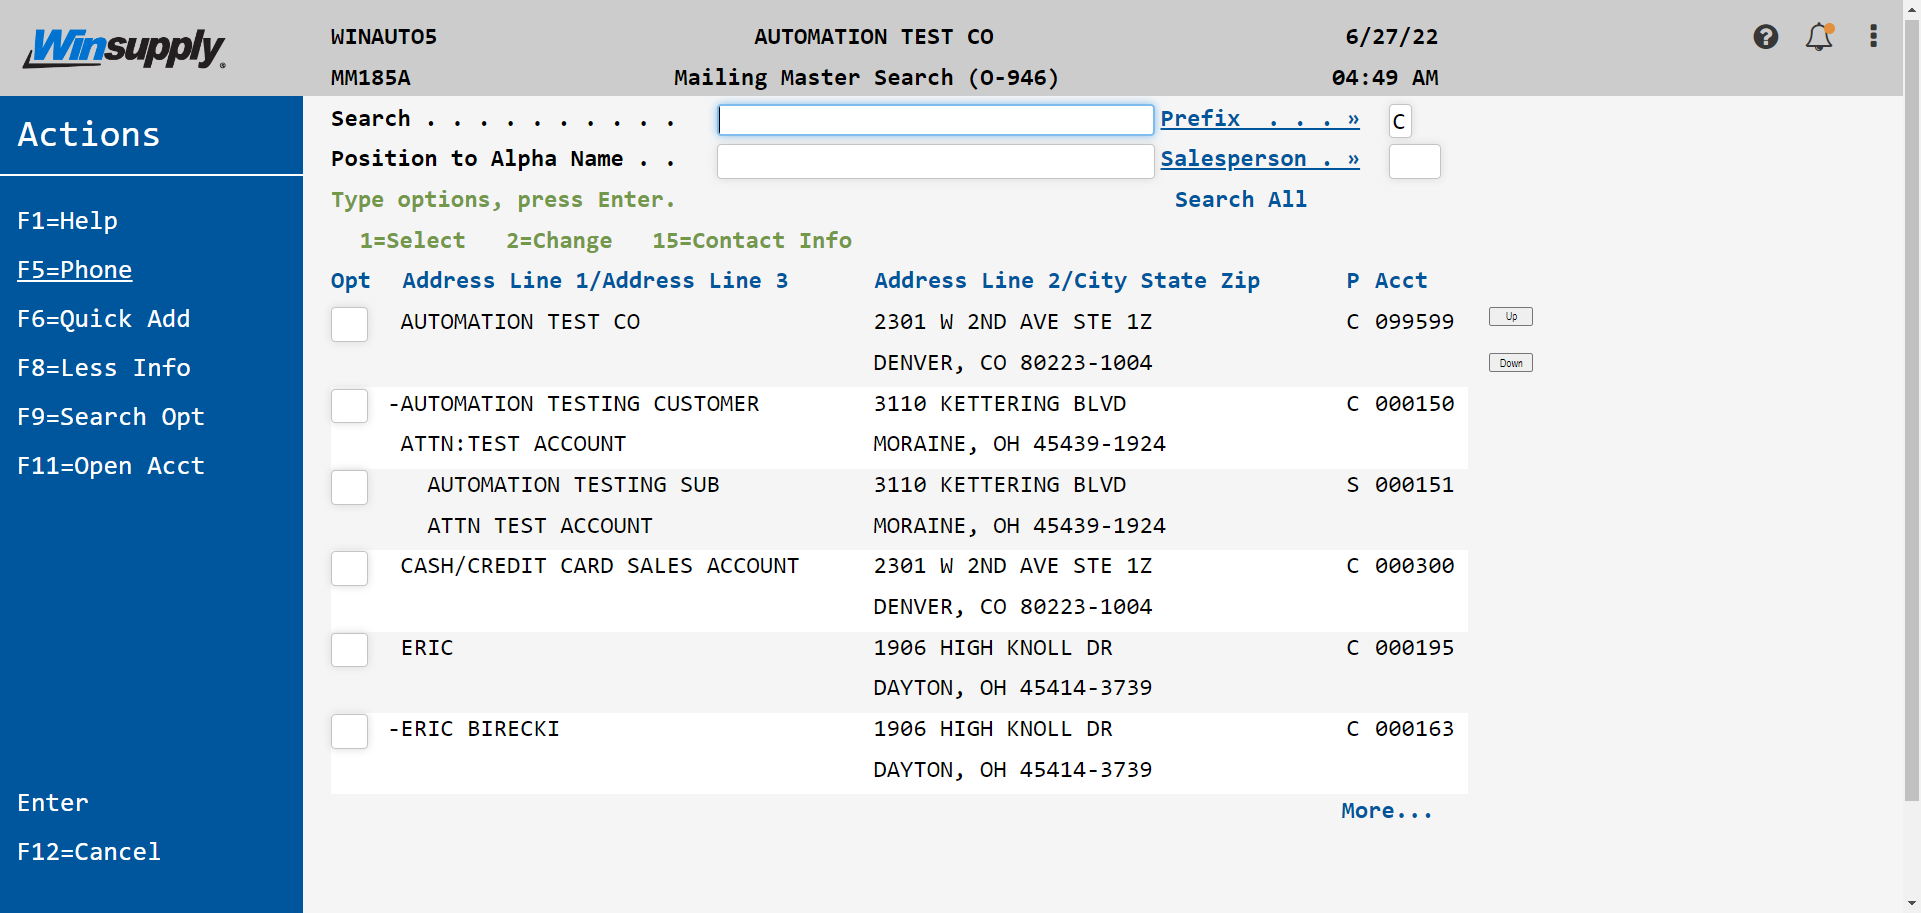 Winsupply®
WINAUTO5 AUTOMATION TEST CO 6/27/22
MM185A Mailing Master Search (O-946) 04:49 AM
Actions
F1=Help
F5=Phone
F6=Quick Add
F8=Less Info
F9=Search Opt
F11=Open Acct
Enter
F12=Cancel
Search . . . . . . . . . . Prefix . . . » C
Position to Alpha Name . . Salesperson . »
Type options, press Enter. Search All
1=Select 2=Change 15=Contact Info
Opt Address Line 1/Address Line 3 Address Line 2/City State Zip P Acct
AUTOMATION TEST CO 2301 W 2ND AVE STE 1Z C 099599 Up
DENVER, CO 80223-1004 Down
-AUTOMATION TESTING CUSTOMER 3110 KETTERING BLVD C 000150
ATTN:TEST ACCOUNT MORAINE, OH 45439-1924
AUTOMATION TESTING SUB 3110 KETTERING BLVD S 000151
ATTN TEST ACCOUNT MORAINE, OH 45439-1924
CASH/CREDIT CARD SALES ACCOUNT 2301 W 2ND AVE STE 1Z C 000300
DENVER, CO 80223-1004
ERIC 1906 HIGH KNOLL DR C 000195
DAYTON, OH 45414-3739
-ERIC BIRECKI 1906 HIGH KNOLL DR C 000163
DAYTON, OH 45414-3739
More...